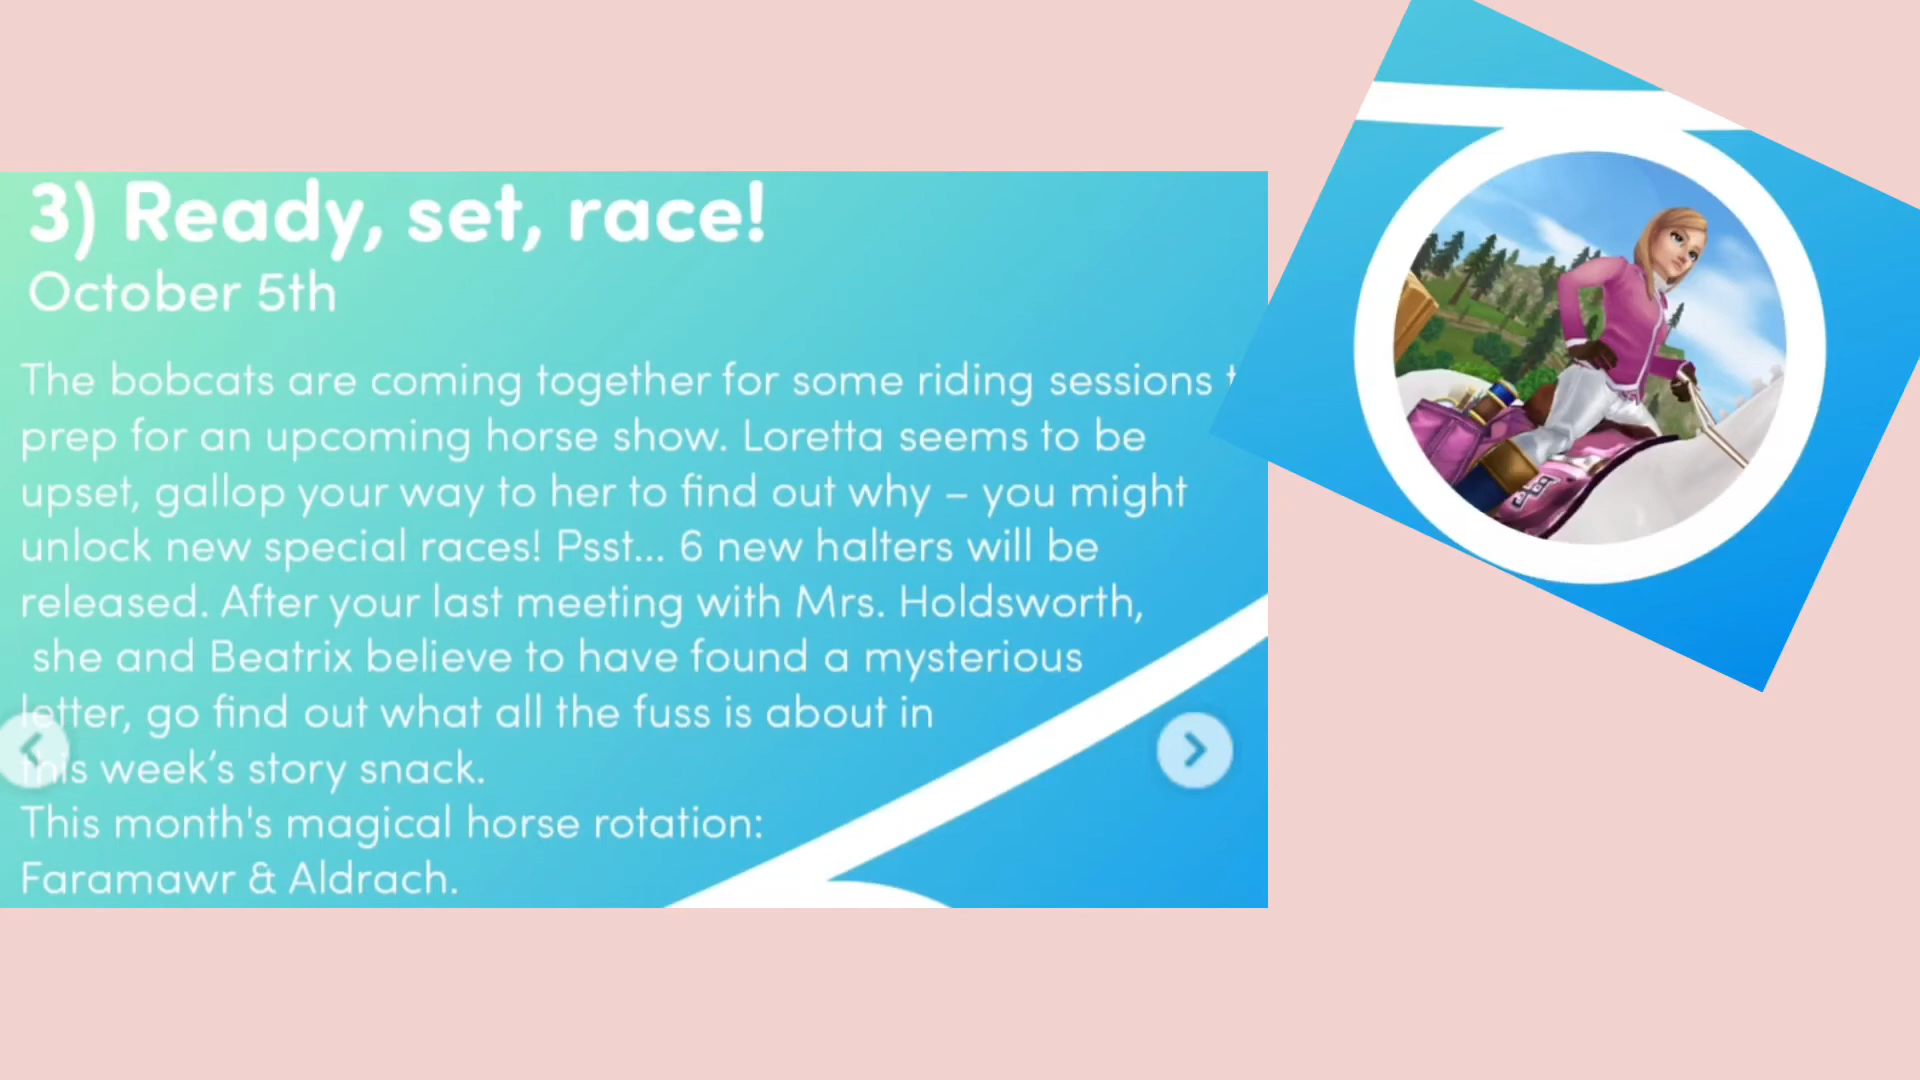 3) Ready, set, race!
October 5th
The bobcats are coming together for some riding sessions
prep for an upcoming horse show. Loretta seems to be
upset, gallop your way to her to find out why – you might
unlock new special races! Psst... 6 new halters will be
released. After your last meeting with Mrs. Holdsworth,
she and Beatrix believe to have found a mysterious
letter, go find out what all the fuss is about in
this week's story snack.
This month's magical horse rotation:
Faramawr & Aldrach.